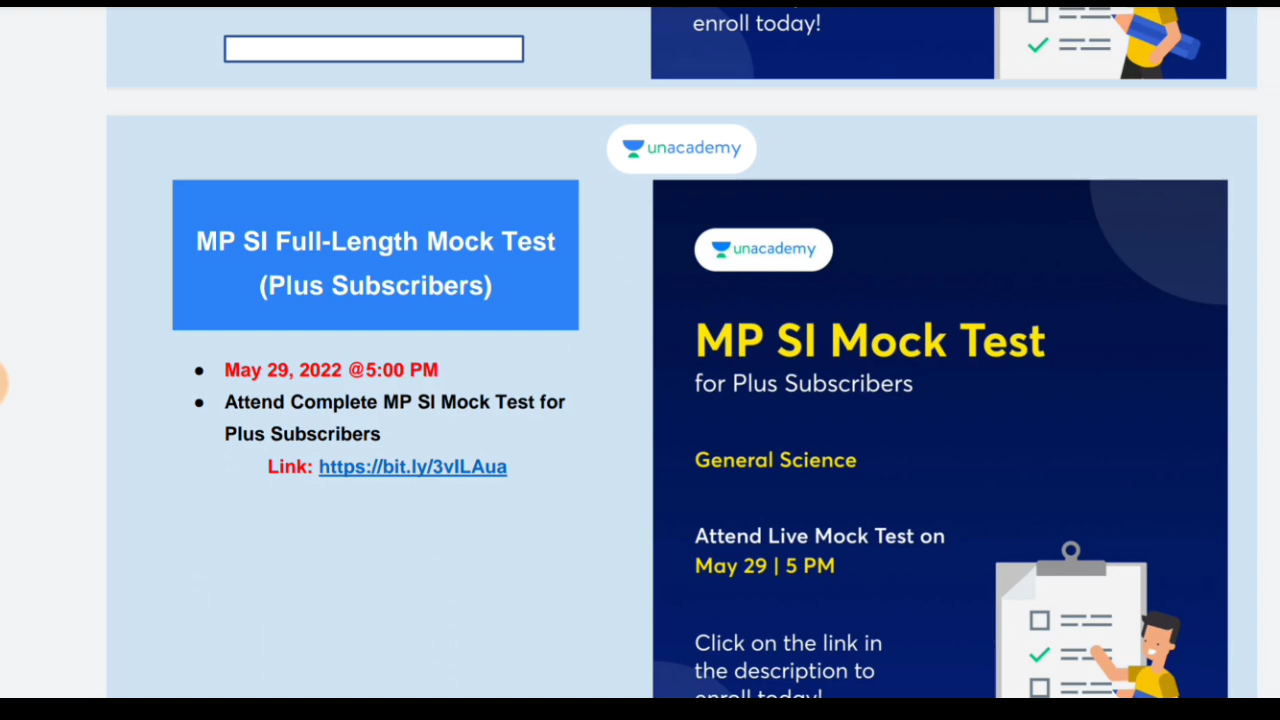 enroll today!
unacademy
MP SI Full-Length Mock Test
(Plus Subscribers)
● May 29, 2022 @5:00 PM
● Attend Complete MP SI Mock Test for
Plus Subscribers
Link: https://bit.ly/3vILAua
unacademy
MP SI Mock Test
for Plus Subscribers
General Science
Attend Live Mock Test on
May 29 | 5 PM
Click on the link in
the description to
enroll today!